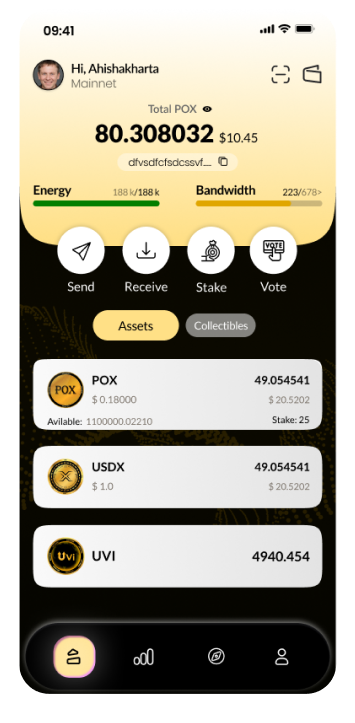 09:41
Hi, Ahishakharta
Mainnet
Total POX
80.308032 $10.45
dfvsdfcfsdcssvf....
Energy 188 k/188 k Bandwidth 223/678>
VOTE
Send Receive Stake Vote
Assets Collectibles
POX
POX 49.054541
$ 0.18000 $ 20.5202
Avilable: 1100000.02210 Stake: 25
USDX 49.054541
$ 1.0 $ 20.5202
Uvi
UVI 4940.454